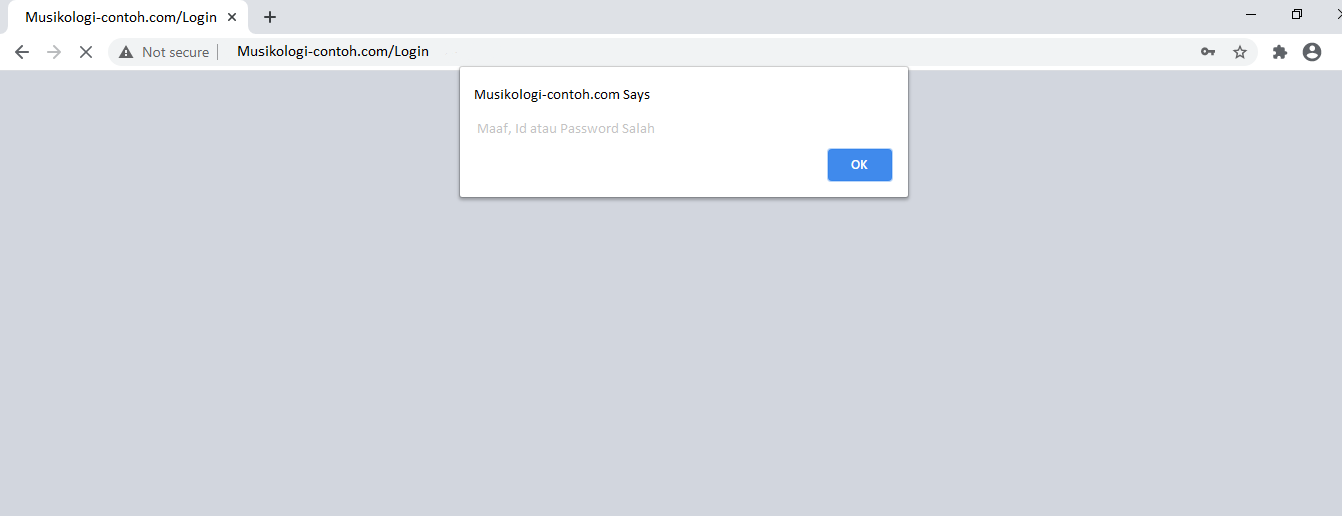 Musikologi-contoh.com/Login
Not secure
Musikologi-contoh.com/Login
Musikologi-contoh.com Says
Maaf, Id atau Password Salah
OK